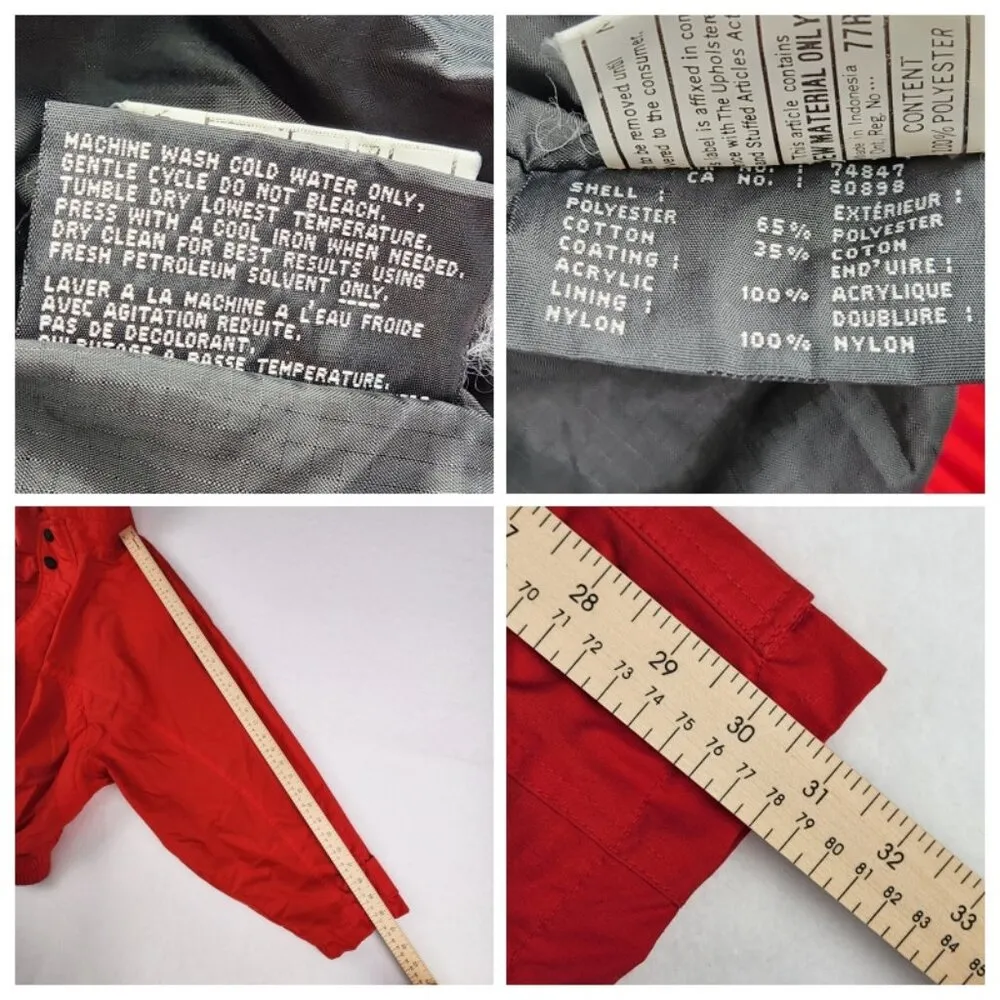 MACHINE WASH COLD WATER ONLY,
GENTLE CYCLE DO NOT BLEACH.
TUMBLE DRY LOWEST TEMPERATURE.
PRESS WITH A COOL IRON WHEN NEEDED.
DRY CLEAN FOR BEST RESULTS USING
FRESH PETROLEUM SOLVENT ONLY.
LAVER A LA MACHINE A L'EAU FROIDE
AVEC AGITATION REDUITE.
PAS DE DECOLORANT.
A BASSE TEMPERATURE.
to be removed until
to the consumer.
label is affixed in
with The Upholstered
and Stuffed Articles Act
This article contains
NEW MATERIAL ONLY
Made in Indonesia 77R
Ont. Reg. No...
CONTENT
100% POLYESTER
CA
NO. :
74847
20898
SHELL :
POLYESTER 65%
COTTON 35%
COATING :
ACRYLIC 100%
LINING :
NYLON 100%
EXTÉRIEUR :
POLYESTER
COTON
END'UIRE :
ACRYLIQUE
DOUBLURE :
NYLON
7 28 29 30 31 32 33
70 71 72 73 74 75 76 77 78 79 80 81 82 83 84 85